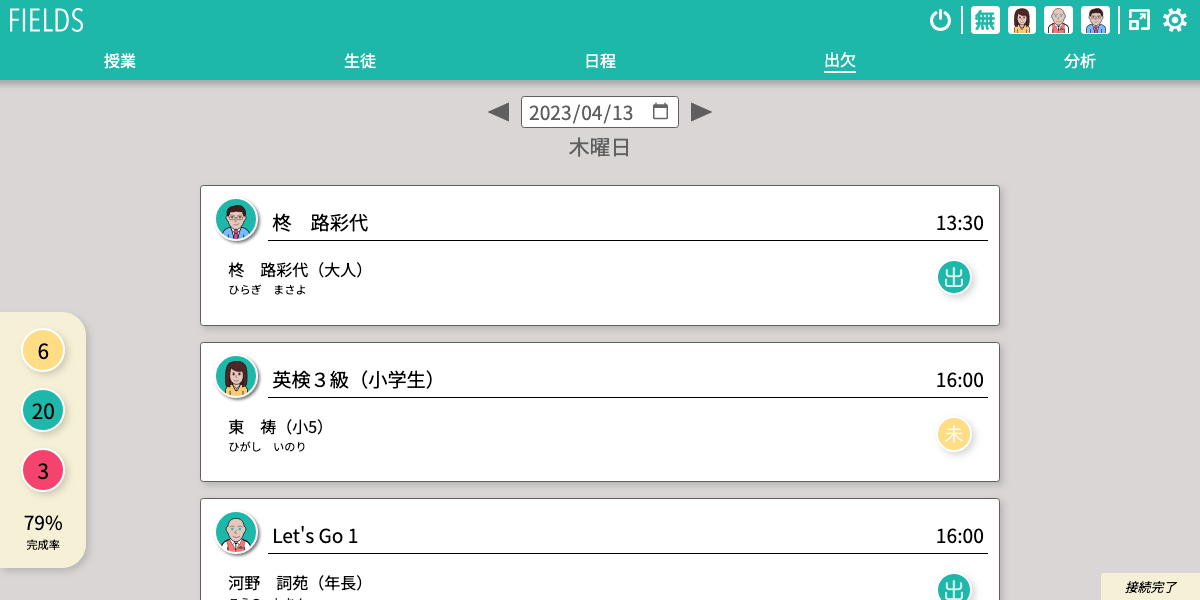 FIELDS
無
授業 生徒 日程 出欠 分析
2023/04/13
木曜日
柊　路彩代 13:30
柊　路彩代（大人） 出
ひらぎ　まさよ
英検３級（小学生） 16:00
東　祷（小5） 未
ひがし　いのり
Let's Go 1 16:00
河野　詞苑（年長） 出
6
20
3
79%
完成率
接続完了